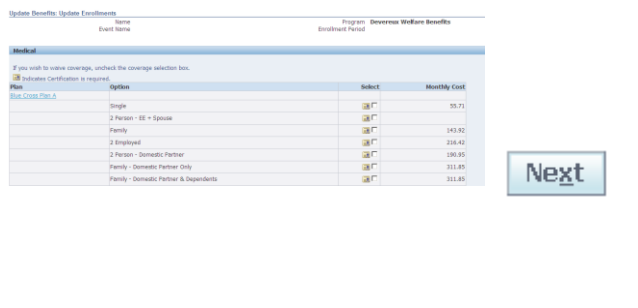 Update Benefits: Update Enrollments
Name Program Devereux Welfare Benefits
Event Name Enrollment Period
Medical
If you wish to waive coverage, uncheck the coverage selection box.
Indicates Certification is required.
Plan Option Select Monthly Cost
Blue Cross Plan A
Single 55.71
2 Person - EE + Spouse
Family 143.92
2 Employed 216.42
2 Person - Domestic Partner 190.95
Family - Domestic Partner Only 311.85
Family - Domestic Partner & Dependents 311.85
Next